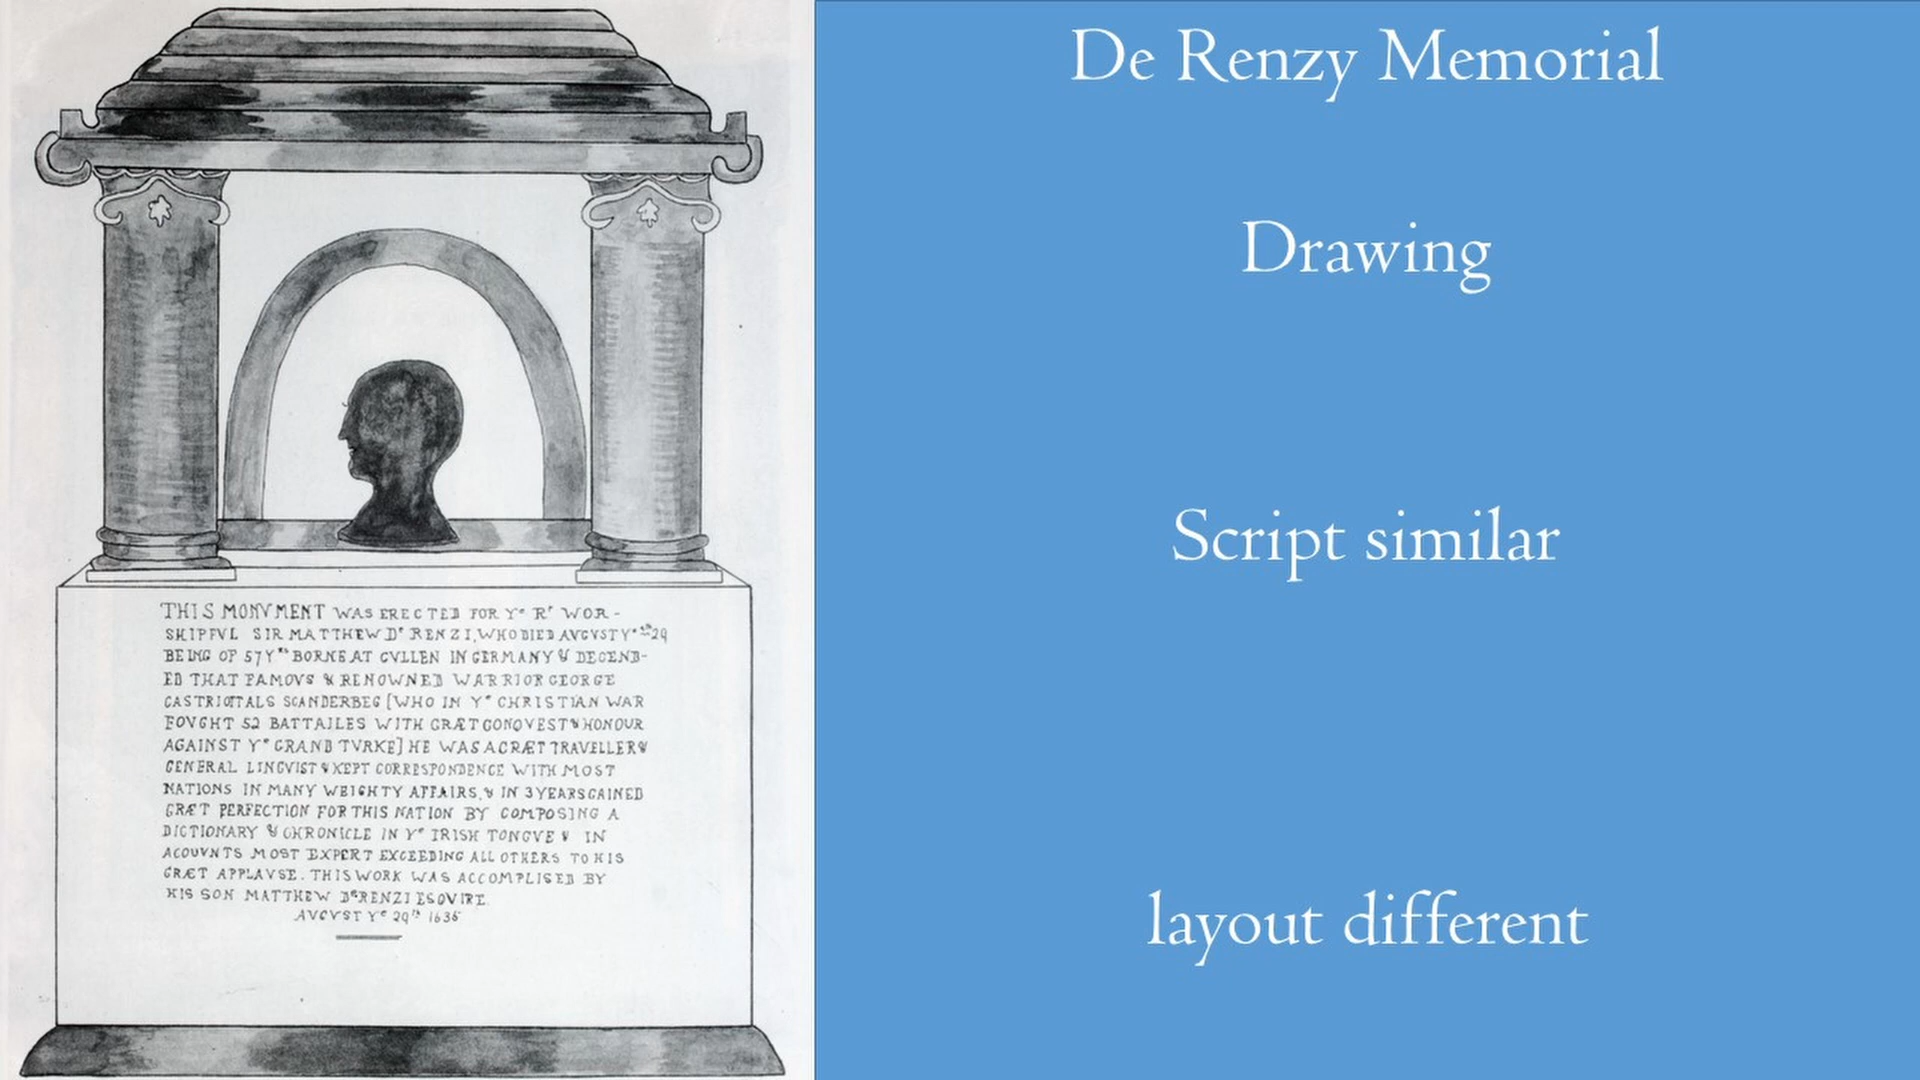 THIS MONVMENT WAS ERECTED FOR Yᵉ Rᵗ WOR-
SHIPFVL SIR MATTHEW Dᵉ RENZI, WHO DIED AVGVST Yᵉ 29
BEING OF 57 Yʳˢ BORNE AT CVLLEN IN GERMANY & DECEND-
ED THAT FAMOVS & RENOWNED WARRIOR GEORGE
CASTRIOTTALS SCANDERBEG [WHO IN Yᵉ CHRISTIAN WAR
FOVGHT 52 BATTAILES WITH GRÆT CONQVEST & HONOUR
AGAINST Yᵉ GRAND TVRKE] HE WAS A GRÆT TRAVELLER &
GENERAL LINGVIST & KEPT CORRESPONDENCE WITH MOST
NATIONS IN MANY WEIGHTY AFFAIRS, & IN 3 YEARS GAINED
GRÆT PERFECTION FOR THIS NATION BY COMPOSING A
DICTIONARY & CHRONICLE IN Yᵉ IRISH TONGVE & IN
ACOUVNTS MOST EXPERT EXCEEDING ALL OTHERS TO HIS
GRÆT APPLAVSE. THIS WORK WAS ACCOMPLISED BY
HIS SON MATTHEW Dᵉ RENZI ESQVIRE.
AVGVST Yᵉ 29ᵗʰ 1635
De Renzy Memorial
Drawing
Script similar
layout different